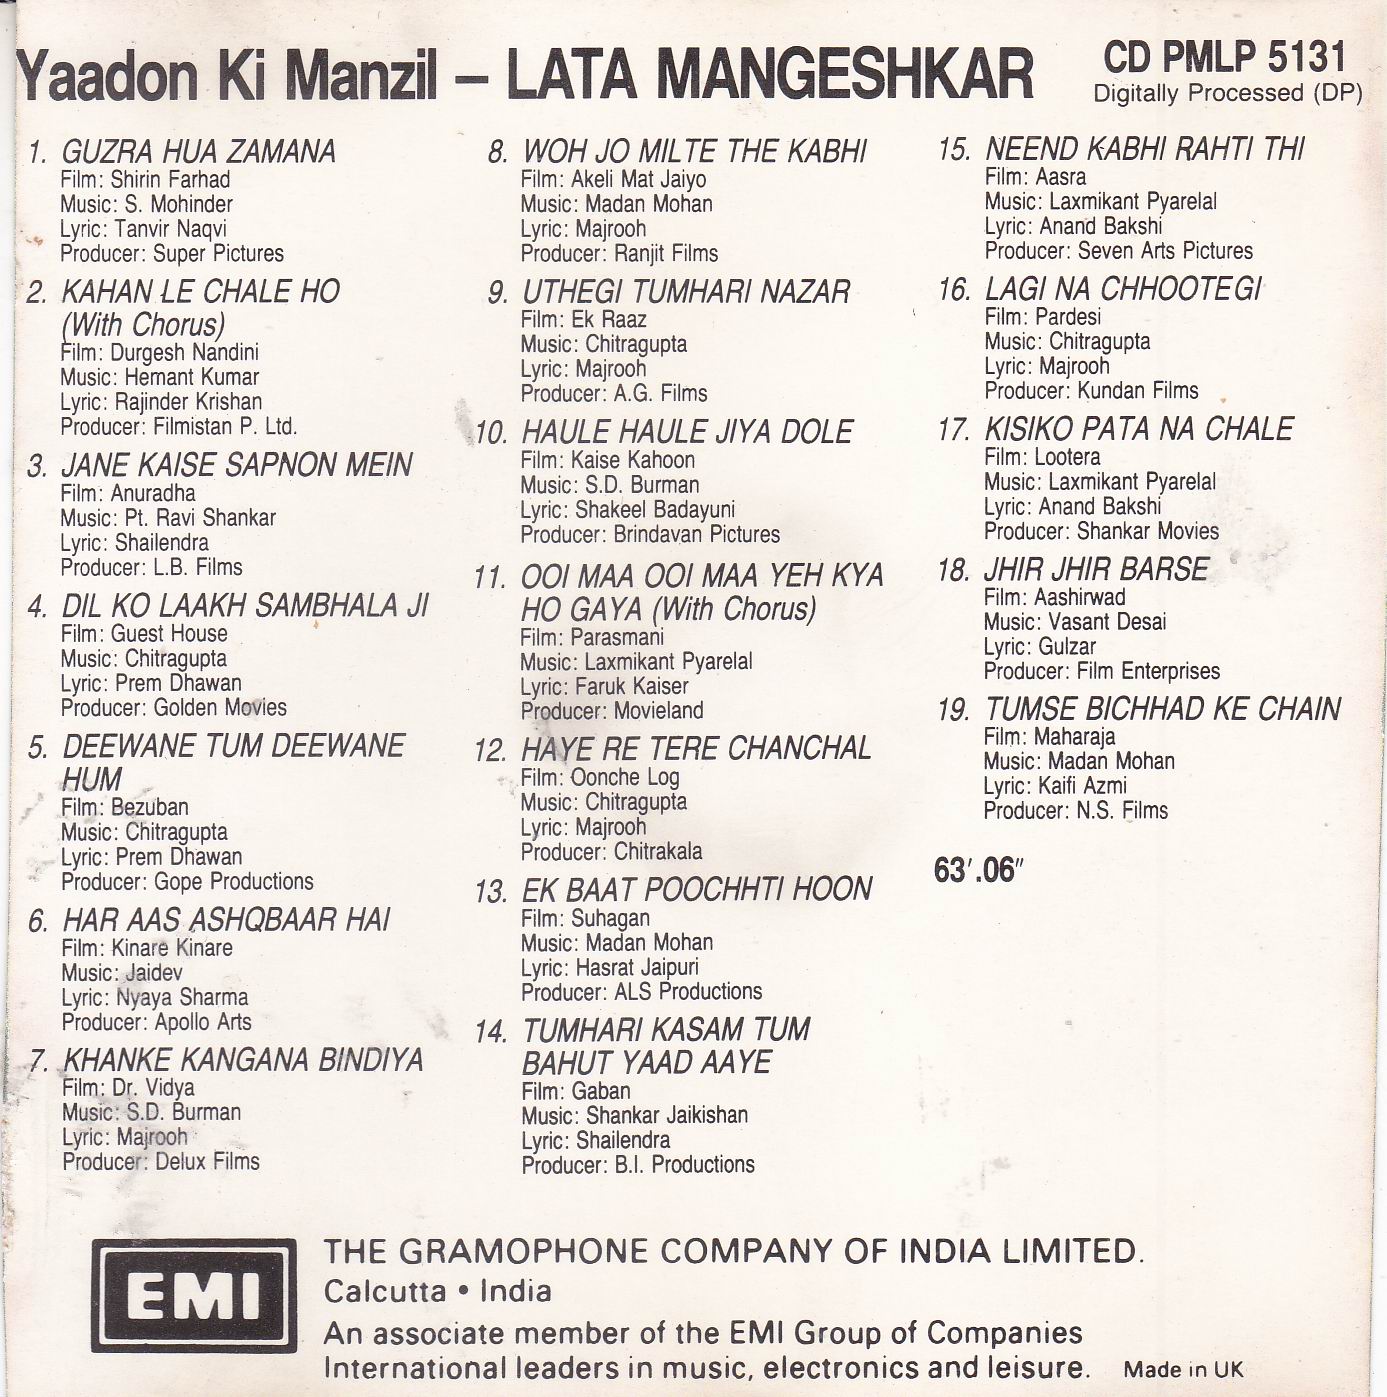 Yaadon Ki Manzil – LATA MANGESHKAR
CD PMLP 5131
Digitally Processed (DP)
1. GUZRA HUA ZAMANA
Film: Shirin Farhad
Music: S. Mohinder
Lyric: Tanvir Naqvi
Producer: Super Pictures
2. KAHAN LE CHALE HO
(With Chorus)
Film: Durgesh Nandini
Music: Hemant Kumar
Lyric: Rajinder Krishan
Producer: Filmistan P. Ltd.
3. JANE KAISE SAPNON MEIN
Film: Anuradha
Music: Pt. Ravi Shankar
Lyric: Shailendra
Producer: L.B. Films
4. DIL KO LAAKH SAMBHALA JI
Film: Guest House
Music: Chitragupta
Lyric: Prem Dhawan
Producer: Golden Movies
5. DEEWANE TUM DEEWANE
HUM
Film: Bezuban
Music: Chitragupta
Lyric: Prem Dhawan
Producer: Gope Productions
6. HAR AAS ASHQBAAR HAI
Film: Kinare Kinare
Music: Jaidev
Lyric: Nyaya Sharma
Producer: Apollo Arts
7. KHANKE KANGANA BINDIYA
Film: Dr. Vidya
Music: S.D. Burman
Lyric: Majrooh
Producer: Delux Films
8. WOH JO MILTE THE KABHI
Film: Akeli Mat Jaiyo
Music: Madan Mohan
Lyric: Majrooh
Producer: Ranjit Films
9. UTHEGI TUMHARI NAZAR
Film: Ek Raaz
Music: Chitragupta
Lyric: Majrooh
Producer: A.G. Films
10. HAULE HAULE JIYA DOLE
Film: Kaise Kahoon
Music: S.D. Burman
Lyric: Shakeel Badayuni
Producer: Brindavan Pictures
11. OOI MAA OOI MAA YEH KYA
HO GAYA (With Chorus)
Film: Parasmani
Music: Laxmikant Pyarelal
Lyric: Faruk Kaiser
Producer: Movieland
12. HAYE RE TERE CHANCHAL
Film: Oonche Log
Music: Chitragupta
Lyric: Majrooh
Producer: Chitrakala
13. EK BAAT POOCHHTI HOON
Film: Suhagan
Music: Madan Mohan
Lyric: Hasrat Jaipuri
Producer: ALS Productions
14. TUMHARI KASAM TUM
BAHUT YAAD AAYE
Film: Gaban
Music: Shankar Jaikishan
Lyric: Shailendra
Producer: B.I. Productions
15. NEEND KABHI RAHTI THI
Film: Aasra
Music: Laxmikant Pyarelal
Lyric: Anand Bakshi
Producer: Seven Arts Pictures
16. LAGI NA CHHOOTEGI
Film: Pardesi
Music: Chitragupta
Lyric: Majrooh
Producer: Kundan Films
17. KISIKO PATA NA CHALE
Film: Lootera
Music: Laxmikant Pyarelal
Lyric: Anand Bakshi
Producer: Shankar Movies
18. JHIR JHIR BARSE
Film: Aashirwad
Music: Vasant Desai
Lyric: Gulzar
Producer: Film Enterprises
19. TUMSE BICHHAD KE CHAIN
Film: Maharaja
Music: Madan Mohan
Lyric: Kaifi Azmi
Producer: N.S. Films
63′.06″
EMI
THE GRAMOPHONE COMPANY OF INDIA LIMITED.
Calcutta • India
An associate member of the EMI Group of Companies
International leaders in music, electronics and leisure. Made in UK